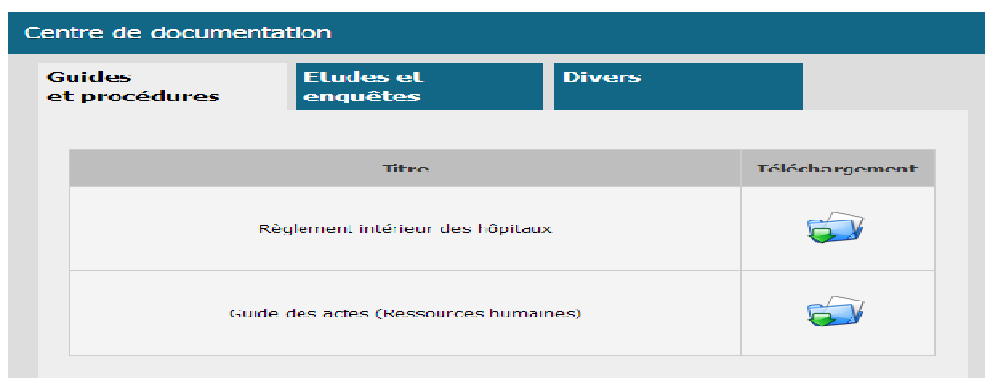 Centre de documentation
Guides
et procédures
Etudes et
enquêtes
Divers
Titre
Téléchargement
Règlement intérieur des hôpitaux
Guide des actes (Ressources humaines)